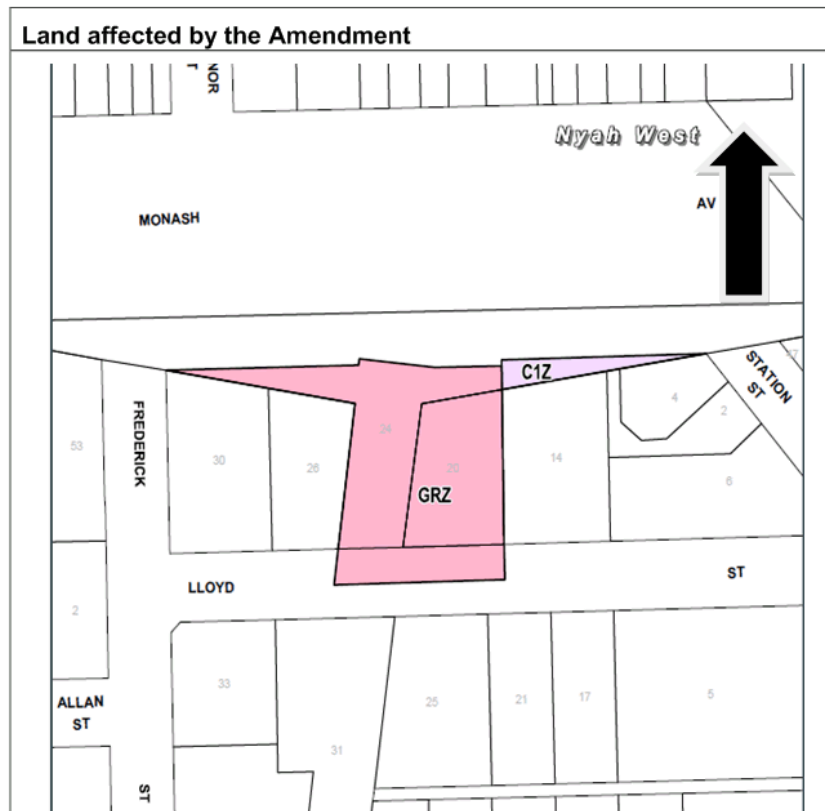 Land affected by the Amendment
NOR
T
Nyah West
MONASH
AV
C1Z
STATION
ST
47
FREDERICK
4
2
53
24
30
26
20
14
GRZ
6
LLOYD
ST
2
33
25
21
17
5
ALLAN
ST
31
ST